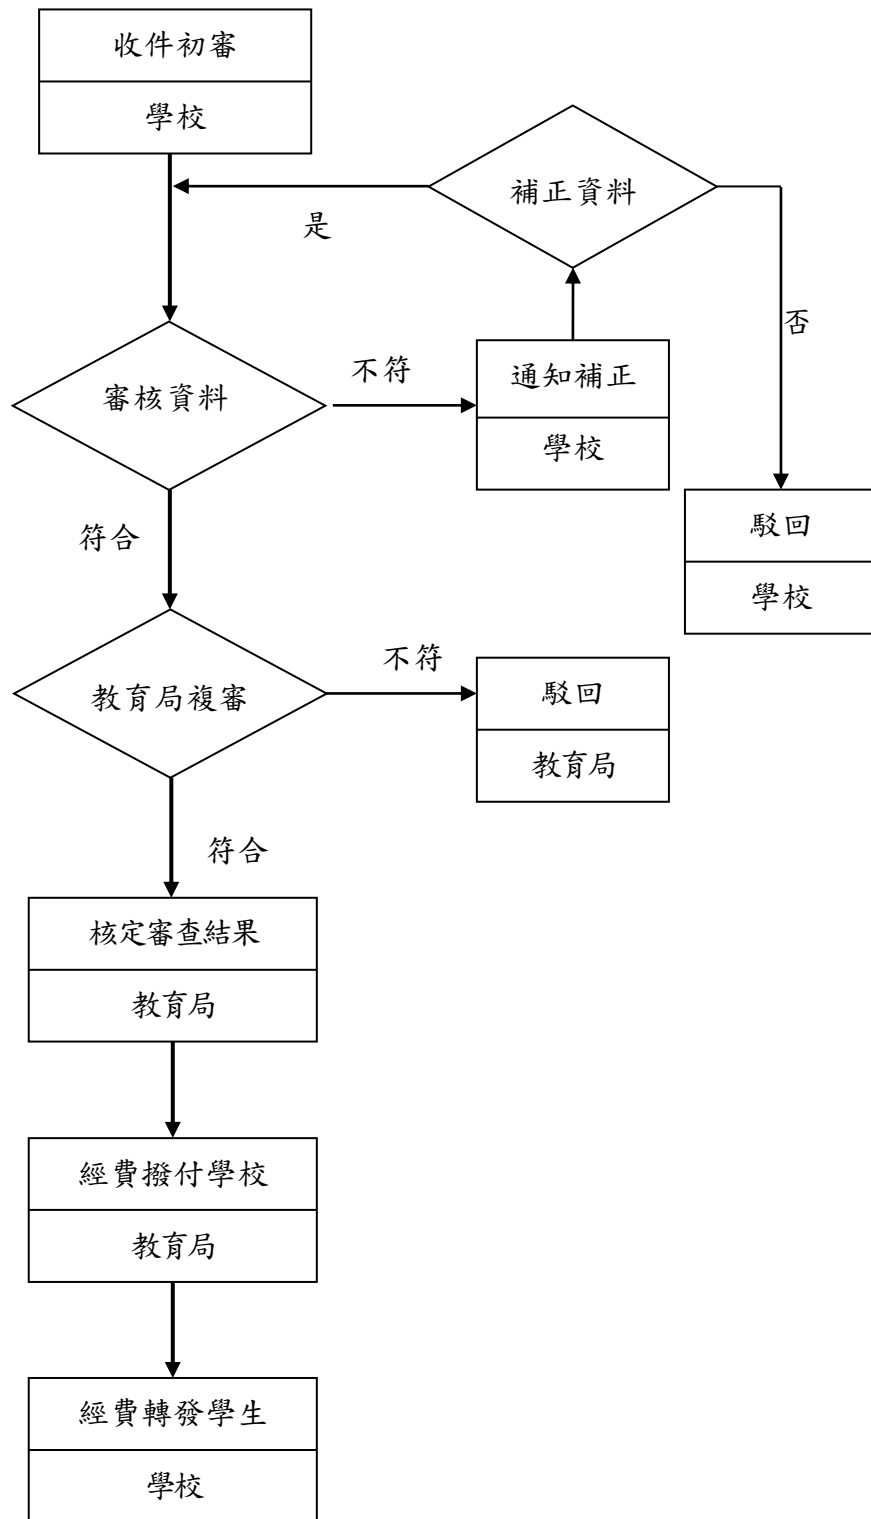 收件初審
學校
補正資料
是
否
審核資料
不符
通知補正
學校
駁回
學校
符合
教育局複審
不符
駁回
教育局
符合
核定審查結果
教育局
經費撥付學校
教育局
經費轉發學生
學校